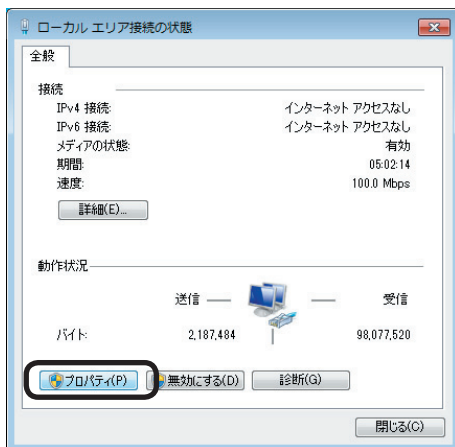 ローカル エリア接続の状態
全般
接続
IPv4 接続: インターネット アクセスなし
IPv6 接続: インターネット アクセスなし
メディアの状態: 有効
期間: 05:02:14
速度: 100.0 Mbps
詳細(E)...
動作状況
送信 — — 受信
バイト: 2,187,484 98,077,520
プロパティ(P) 無効にする(D) 診断(G)
閉じる(C)